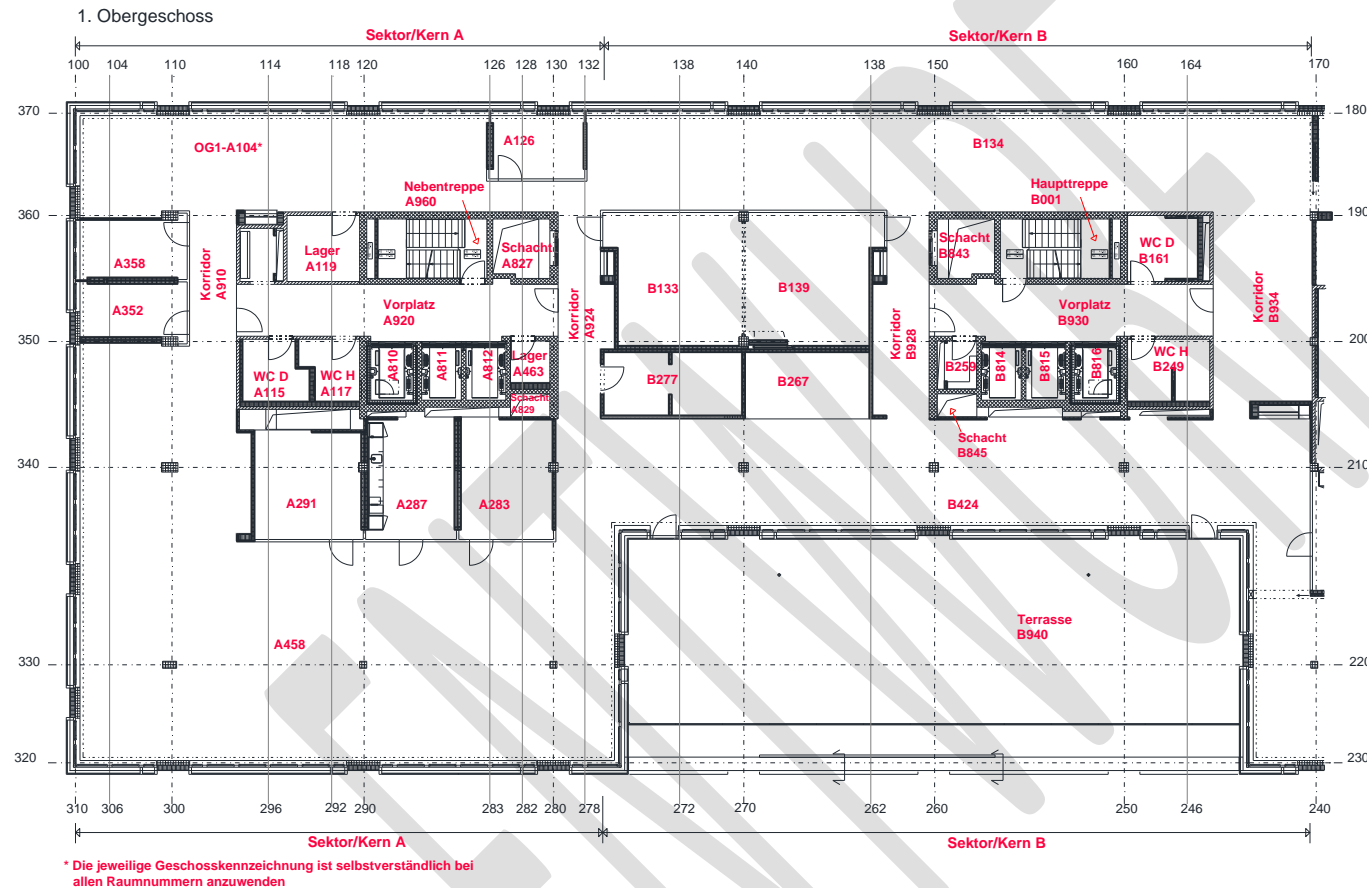 1. Obergeschoss
Sektor/Kern A
Sektor/Kern B
100 104 110 114 118 120 126 128 130 132 138 140 138 150 160 164 170
370
180
OG1-A104*
A126
B134
Nebentreppe
A960
Haupttreppe
B001
360
190
A358
Korridor
A910
Lager
A119
Schacht
A827
Schacht
B843
WC D
B161
A352
Vorplatz
A920
Korridor
A924
B133
B139
Korridor
B928
Vorplatz
B930
Korridor
B934
350
200
WC D
A115
WC H
A117
A810
A811
A812
Lager
A463
Schacht
A829
B277
B267
B259
B814
B815
B816
WC H
B249
Schacht
B845
340
210
A291
A287
A283
B424
A458
Terrasse
B940
330
220
320
230
310 306 300 296 292 290 283 282 280 278 272 270 262 260 250 246 240
Sektor/Kern A
Sektor/Kern B
* Die jeweilige Geschosskennzeichnung ist selbstverständlich bei
allen Raumnummern anzuwenden
ENTWURF